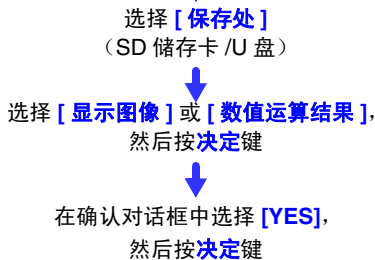 选择 [ 保存处 ]
（SD 储存卡 /U 盘）
选择 [ 显示图像 ] 或 [ 数值运算结果 ]，
然后按决定键
在确认对话框中选择 [YES]，
然后按决定键